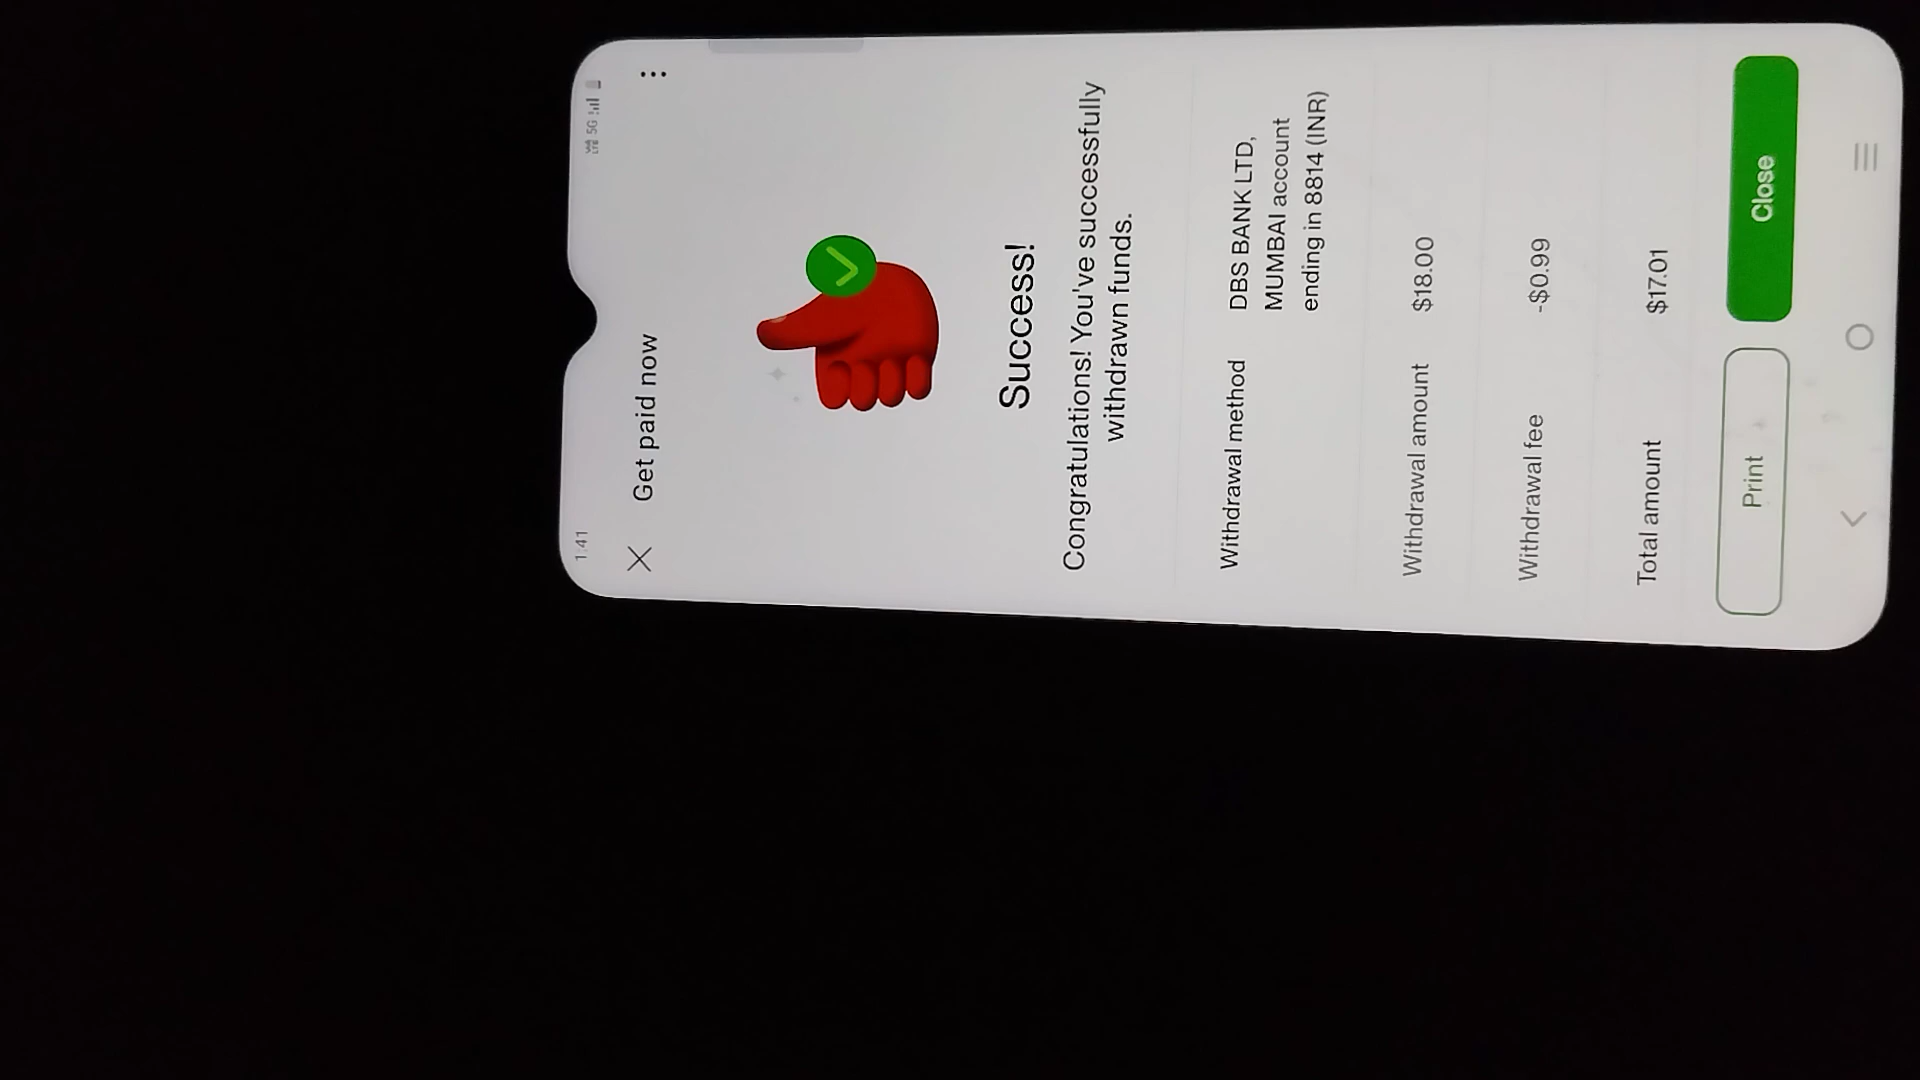 1:41
5G
Get paid now
Success!
Congratulations! You've successfully
withdrawn funds.
Withdrawal method
DBS BANK LTD,
MUMBAI account
ending in 8814 (INR)
Withdrawal amount $18.00
Withdrawal fee -$0.99
Total amount $17.01
Print Close